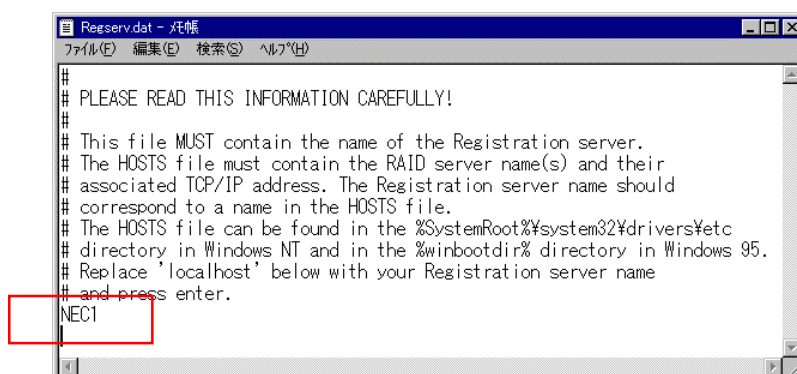 Regserv.dat - メモ帳
ファイル(F) 編集(E) 検索(S) ヘルプ(H)
#
# PLEASE READ THIS INFORMATION CAREFULLY!
#
# This file MUST contain the name of the Registration server.
# The HOSTS file must contain the RAID server name(s) and their
# associated TCP/IP address. The Registration server name should
# correspond to a name in the HOSTS file.
# The HOSTS file can be found in the %SystemRoot%¥system32¥drivers¥etc
# directory in Windows NT and in the %winbootdir% directory in Windows 95.
# Replace 'localhost' below with your Registration server name
# and press enter.
NEC1